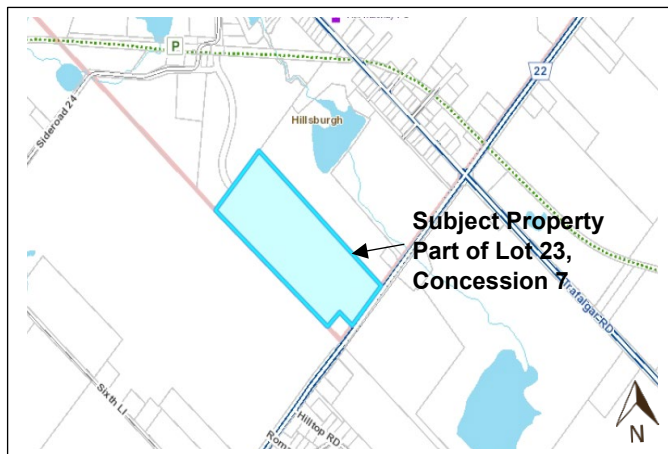 P
22
Sideroad 24
Hillsburgh
Subject Property
Part of Lot 23,
Concession 7
Trafalgar RD
Sixth LI
Hilltop RD
N